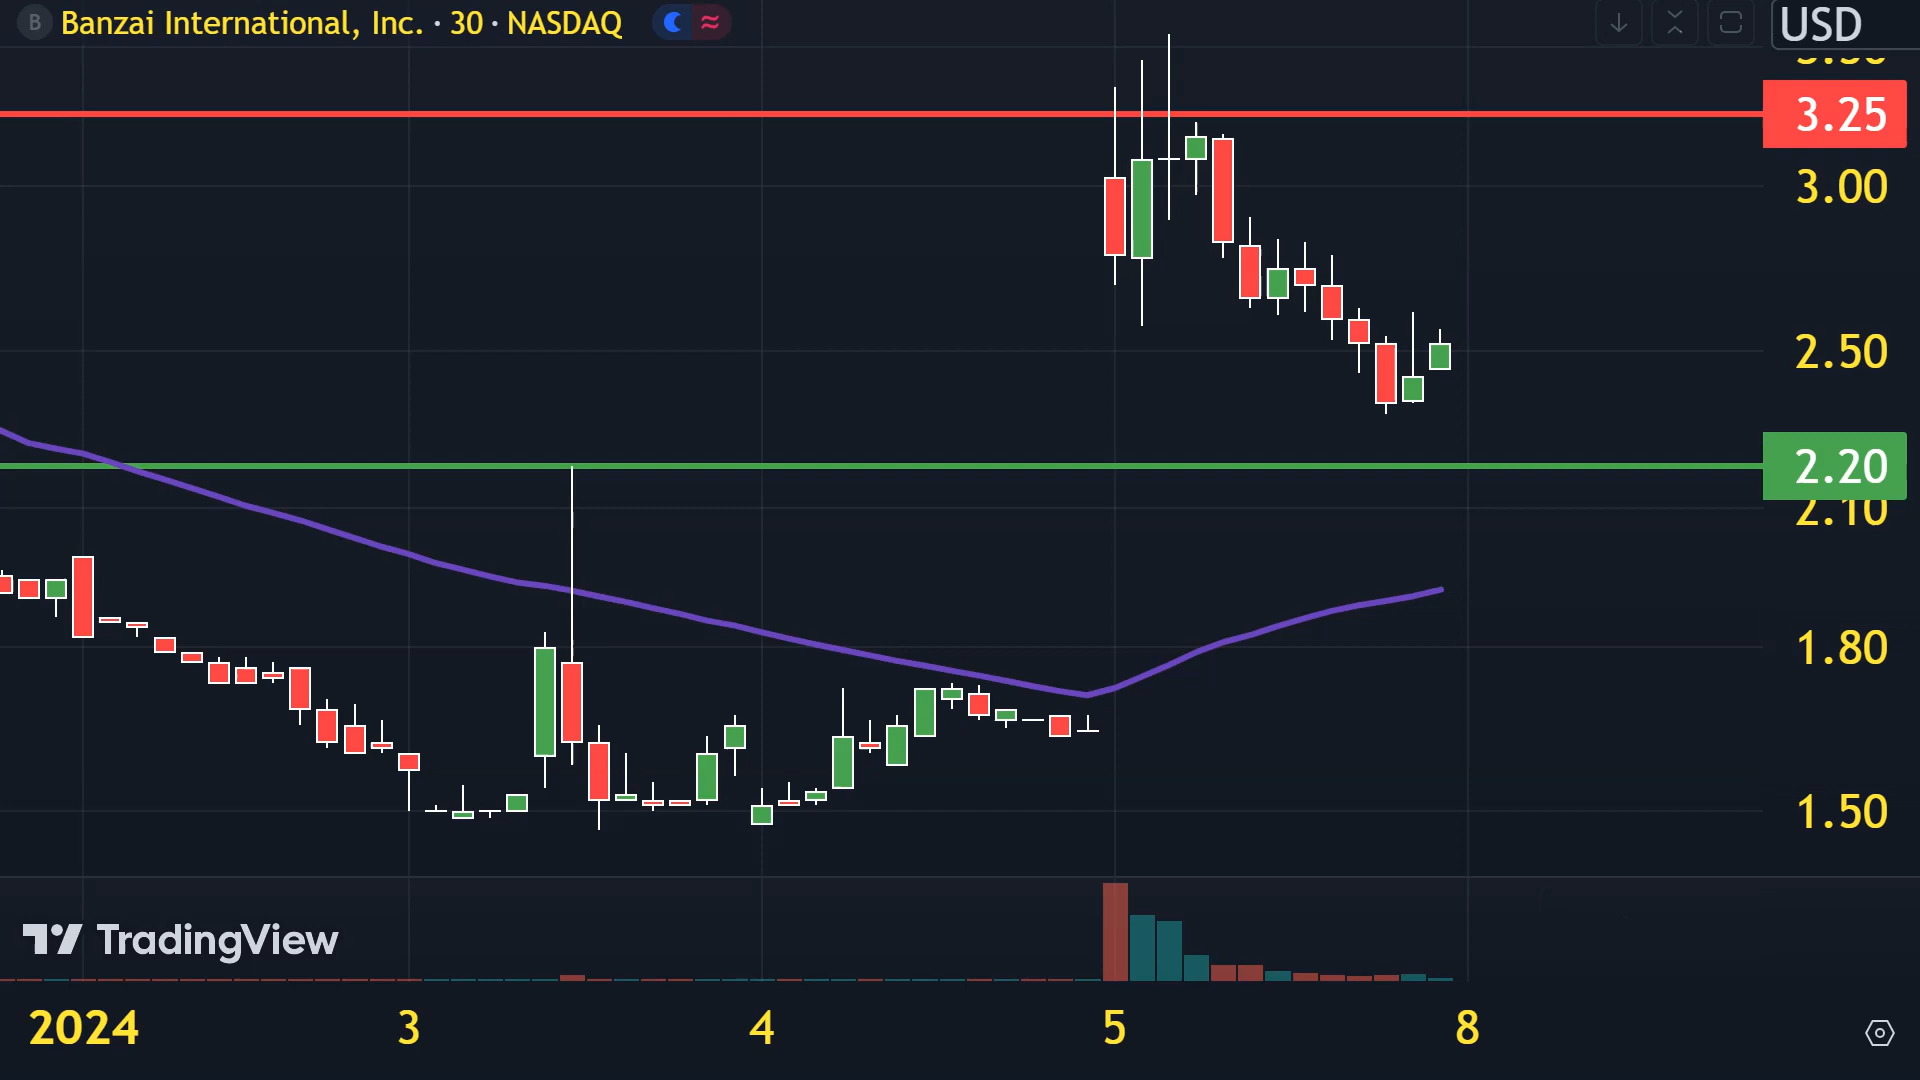 B Banzai International, Inc. · 30 · NASDAQ
USD
3.25
3.00
2.50
2.20
2.10
1.80
1.50
TradingView
2024 3 4 5 8